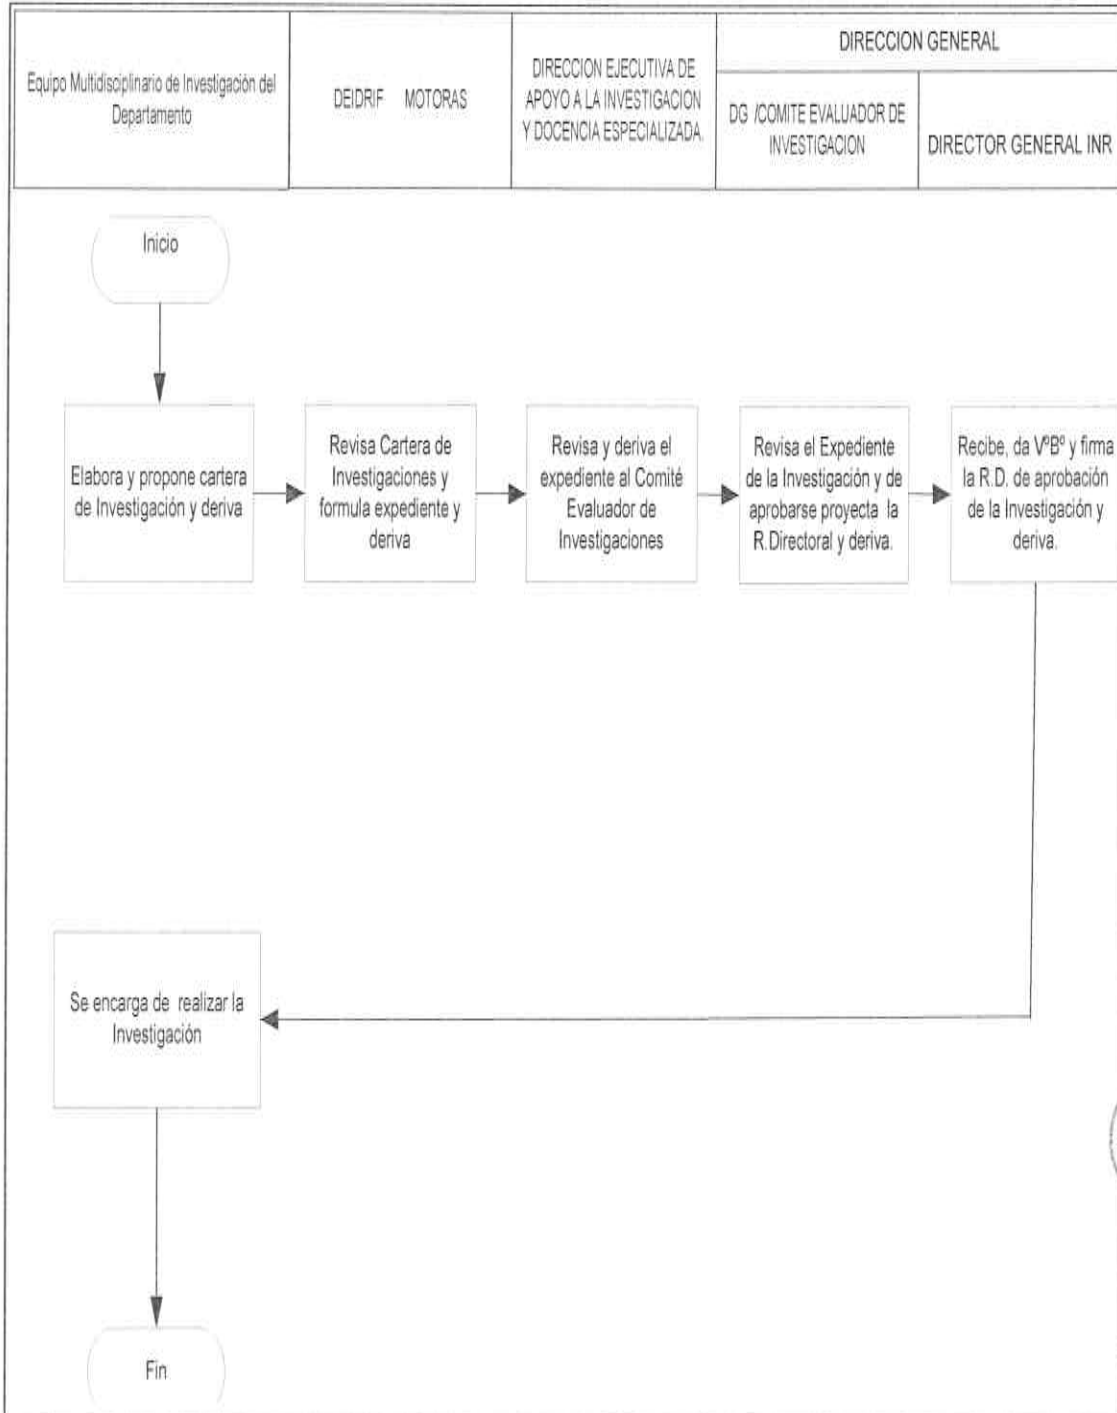 Equipo Multidisciplinario de Investigación del
Departamento
DEIDRIF MOTORAS
DIRECCION EJECUTIVA DE
APOYO A LA INVESTIGACION
Y DOCENCIA ESPECIALIZADA.
DIRECCION GENERAL
DG /COMITE EVALUADOR DE
INVESTIGACION
DIRECTOR GENERAL INR
Inicio
Elabora y propone cartera
de Investigación y deriva
Revisa Cartera de
Investigaciones y
formula expediente y
deriva
Revisa y deriva el
expediente al Comité
Evaluador de
Investigaciones
Revisa el Expediente
de la Investigación y de
aprobarse proyecta la
R.Directoral y deriva.
Recibe, da VºBº y firma
la R.D. de aprobación
de la Investigación y
deriva.
Se encarga de realizar la
Investigación
Fin